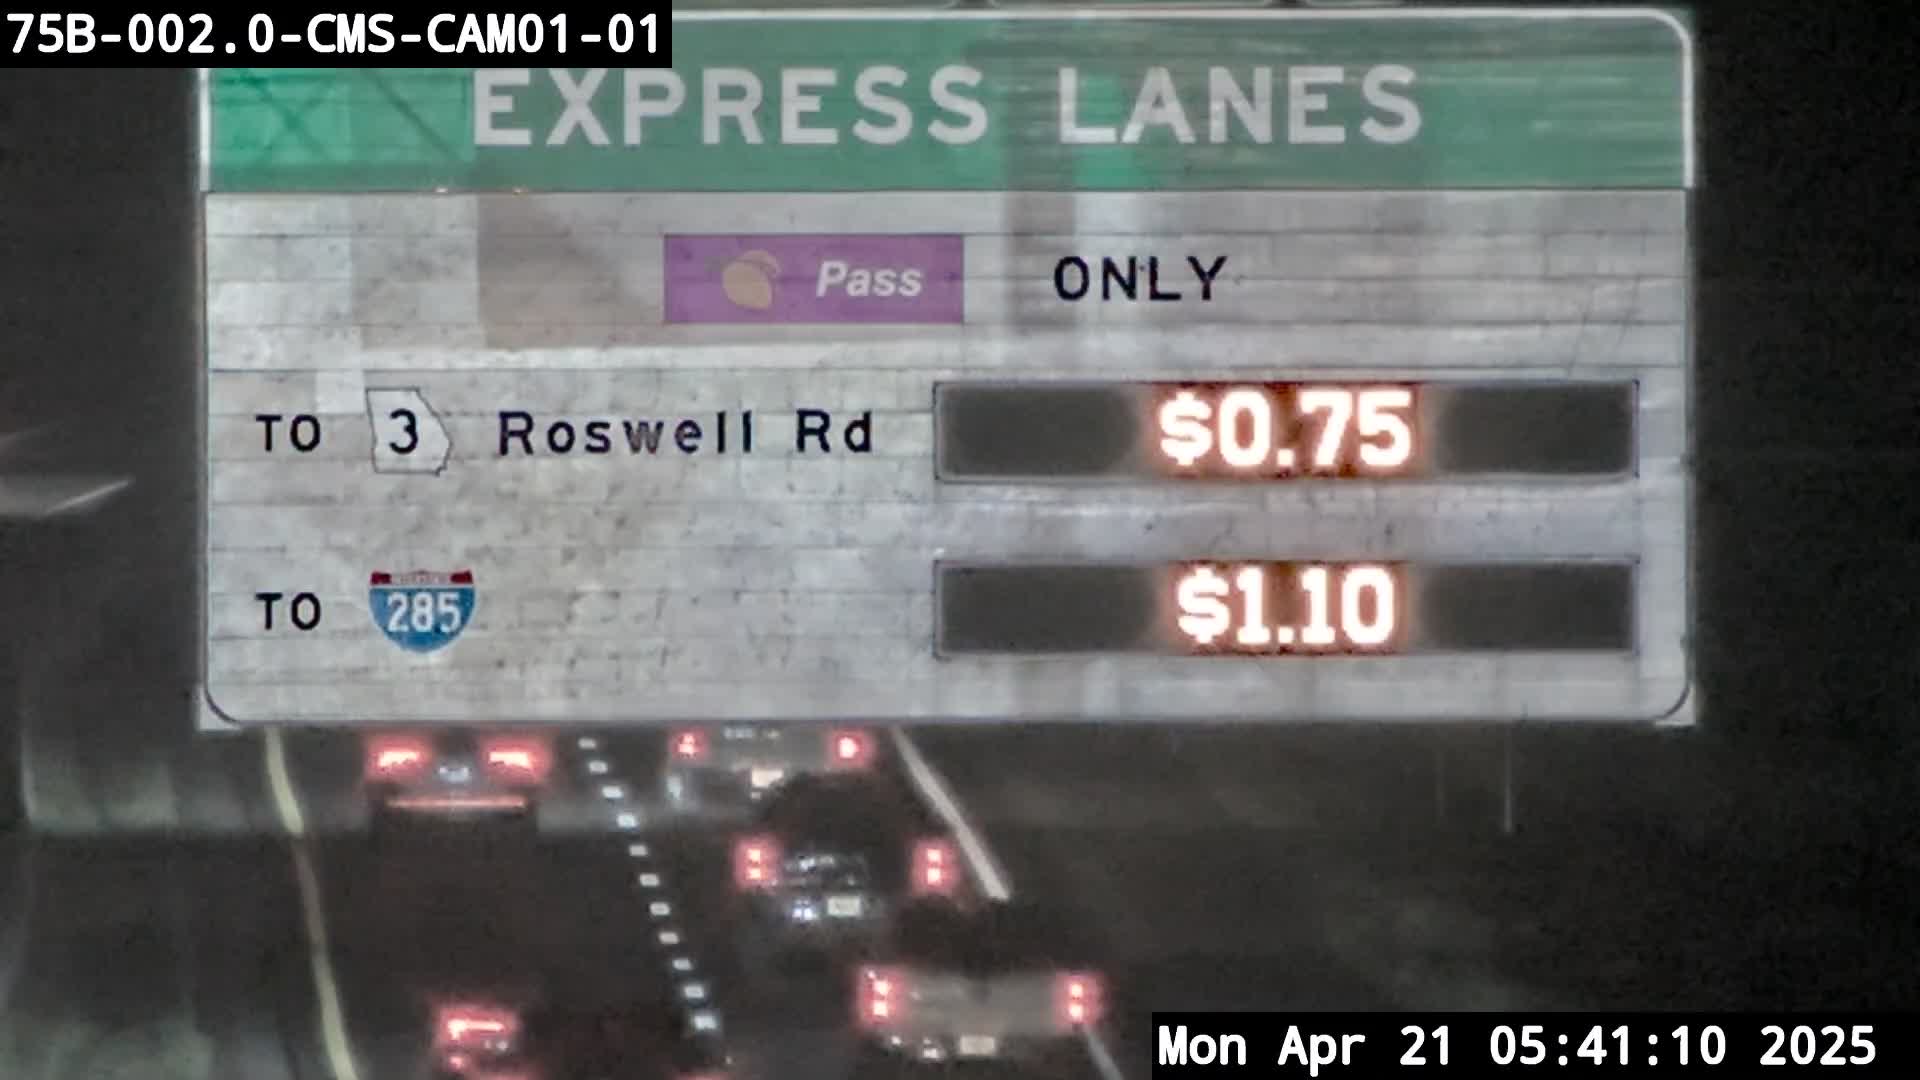 75B-002.0-CMS-CAM01-01
EXPRESS LANES
Pass ONLY
TO 3 Roswell Rd $0.75
TO 285 $1.10
Mon Apr 21 05:41:10 2025